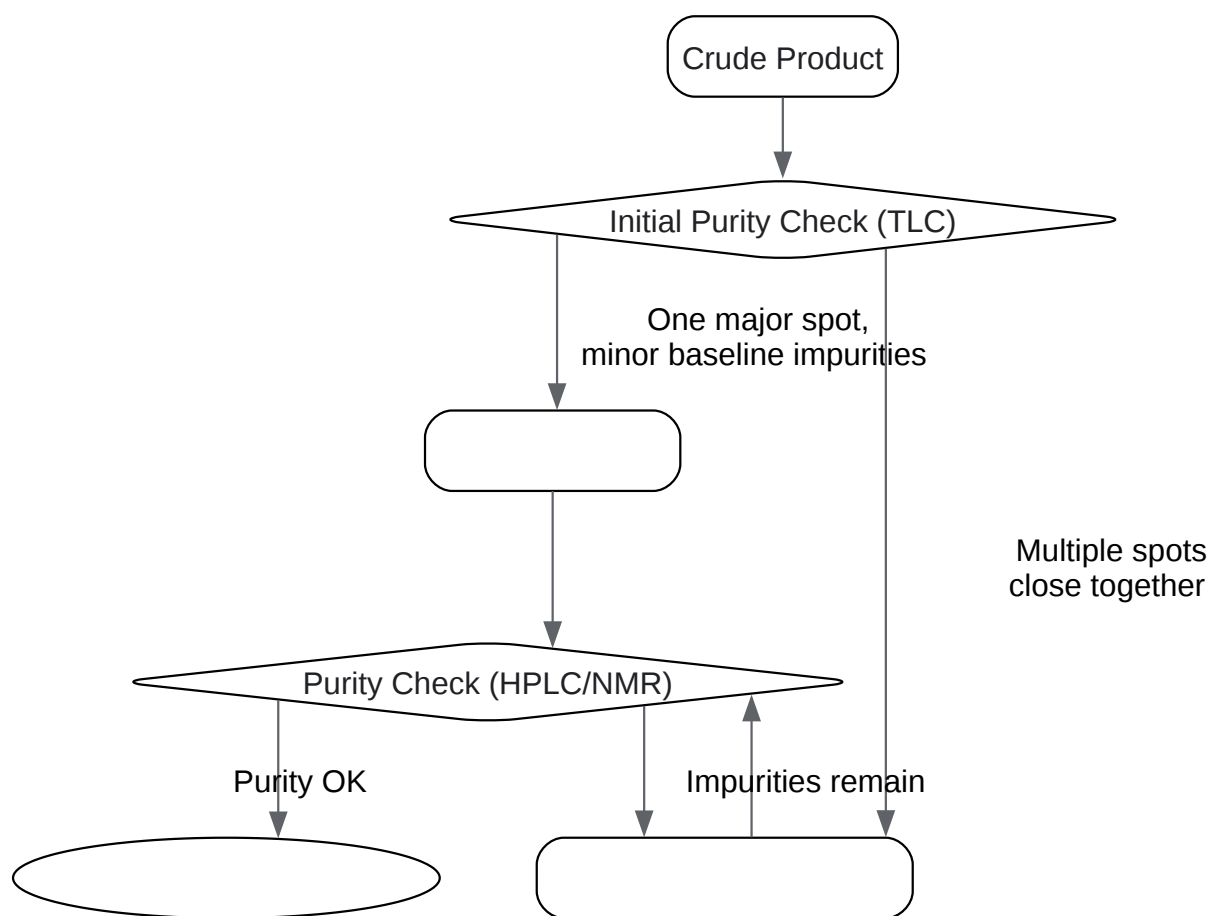 Crude Product
Initial Purity Check (TLC)
One major spot,
minor baseline impurities
Multiple spots
close together
Purity Check (HPLC/NMR)
Purity OK
Impurities remain